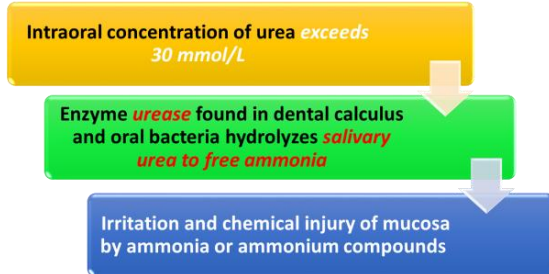 Intraoral concentration of urea exceeds
30 mmol/L
Enzyme urease found in dental calculus
and oral bacteria hydrolyzes salivary
urea to free ammonia
Irritation and chemical injury of mucosa
by ammonia or ammonium compounds